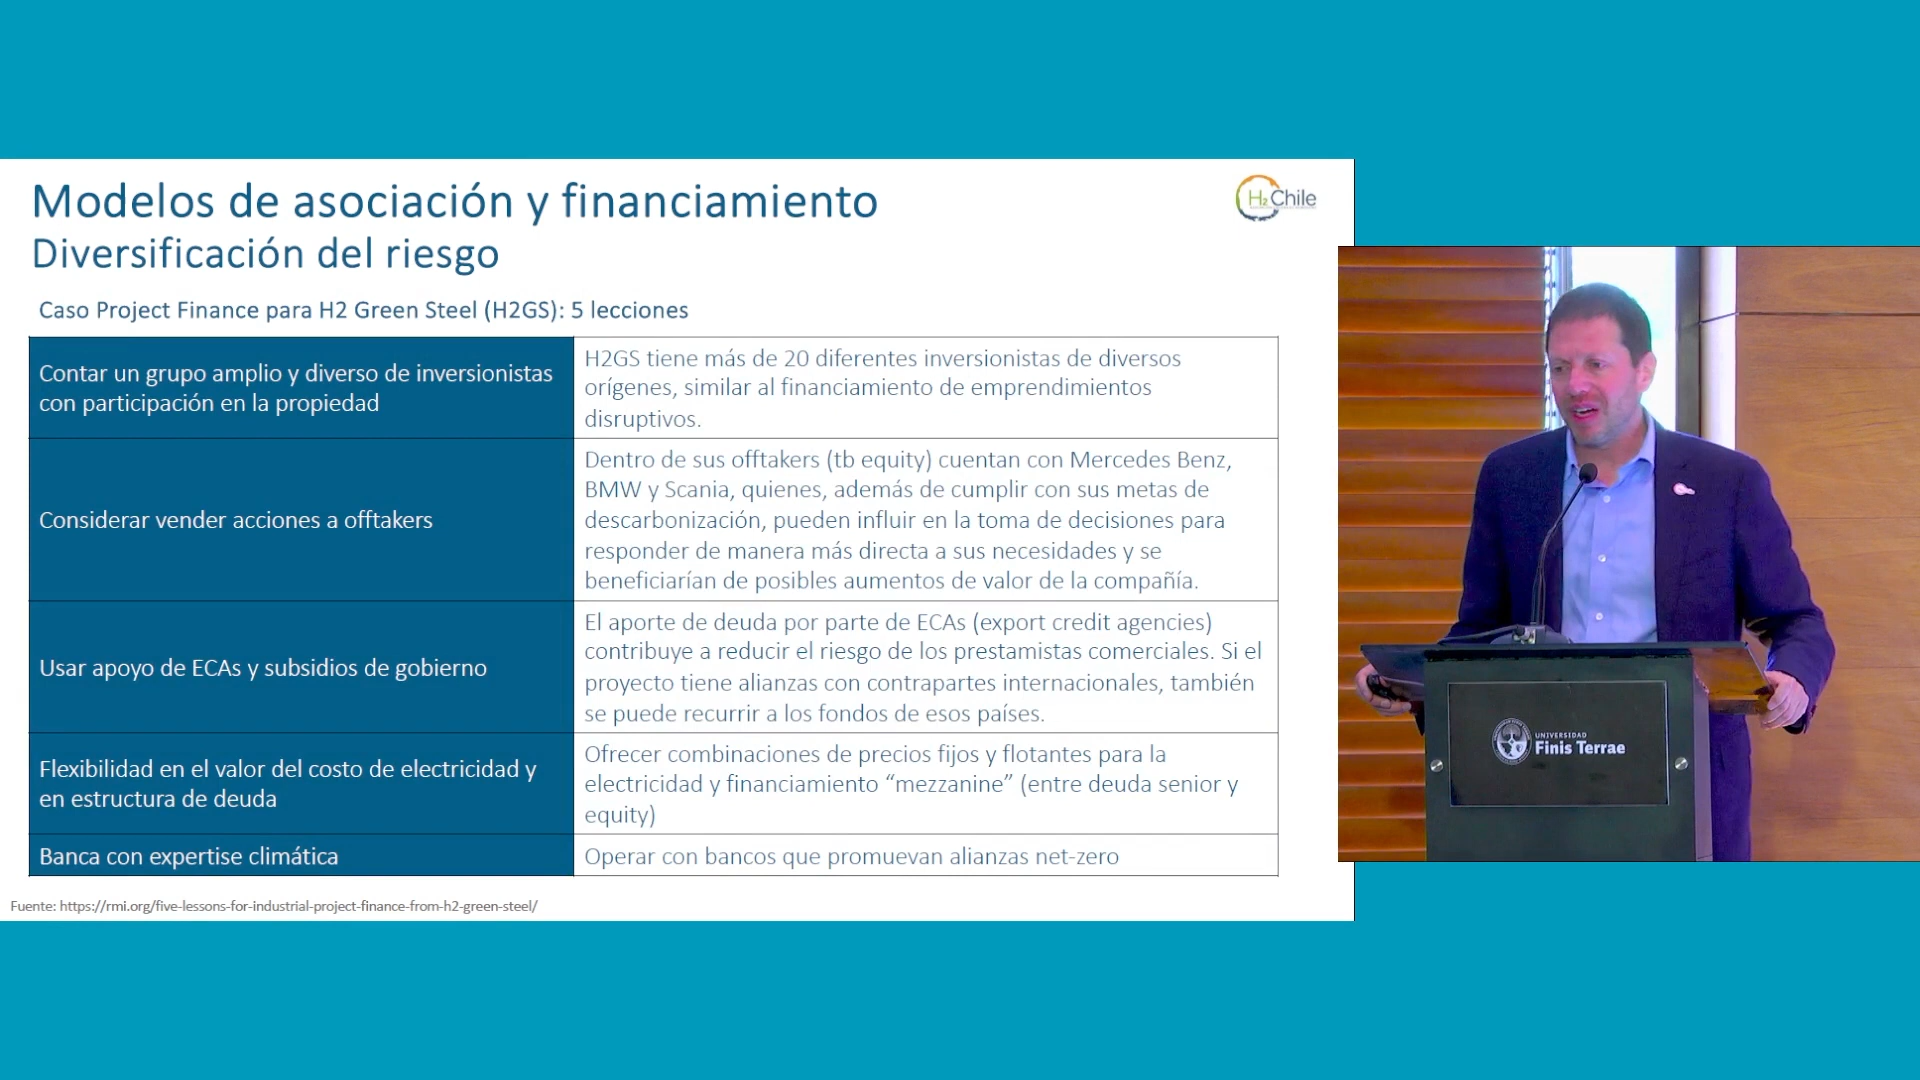 Modelos de asociación y financiamiento
Diversificación del riesgo
H2Chile
Caso Project Finance para H2 Green Steel (H2GS): 5 lecciones
Contar un grupo amplio y diverso de inversionistas
con participación en la propiedad
H2GS tiene más de 20 diferentes inversionistas de diversos
orígenes, similar al financiamiento de emprendimientos
disruptivos.
Considerar vender acciones a offtakers
Dentro de sus offtakers (tb equity) cuentan con Mercedes Benz,
BMW y Scania, quienes, además de cumplir con sus metas de
descarbonización, pueden influir en la toma de decisiones para
responder de manera más directa a sus necesidades y se
beneficiarían de posibles aumentos de valor de la compañía.
Usar apoyo de ECAs y subsidios de gobierno
El aporte de deuda por parte de ECAs (export credit agencies)
contribuye a reducir el riesgo de los prestamistas comerciales. Si el
proyecto tiene alianzas con contrapartes internacionales, también
se puede recurrir a los fondos de esos países.
Flexibilidad en el valor del costo de electricidad y
en estructura de deuda
Ofrecer combinaciones de precios fijos y flotantes para la
electricidad y financiamiento “mezzanine” (entre deuda senior y
equity)
Banca con expertise climática
Operar con bancos que promuevan alianzas net-zero
Fuente: https://rmi.org/five-lessons-for-industrial-project-finance-from-h2-green-steel/
UNIVERSIDAD
Finis Terrae